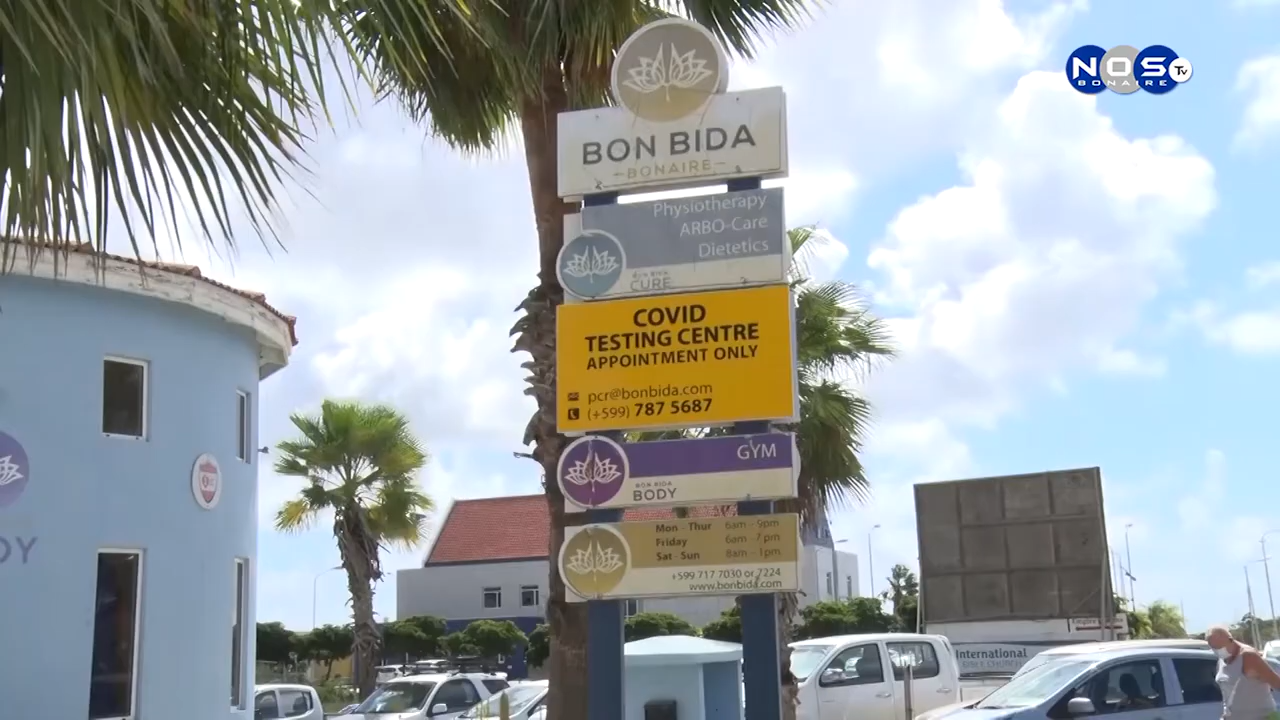 NOS TV
BONAIRE
BON BIDA
BONAIRE
Physiotherapy
ARBO-Care
Dietetics
BON BIDA
CURE
COVID
TESTING CENTRE
APPOINTMENT ONLY
pcr@bonbida.com
(+599) 787 5687
GYM
BON BIDA
BODY
Mon - Thur 6am - 9pm
Friday 6am - 7pm
Sat - Sun 8am - 1pm
+599 717 7030 or 7224
www.bonbida.com
DY
International